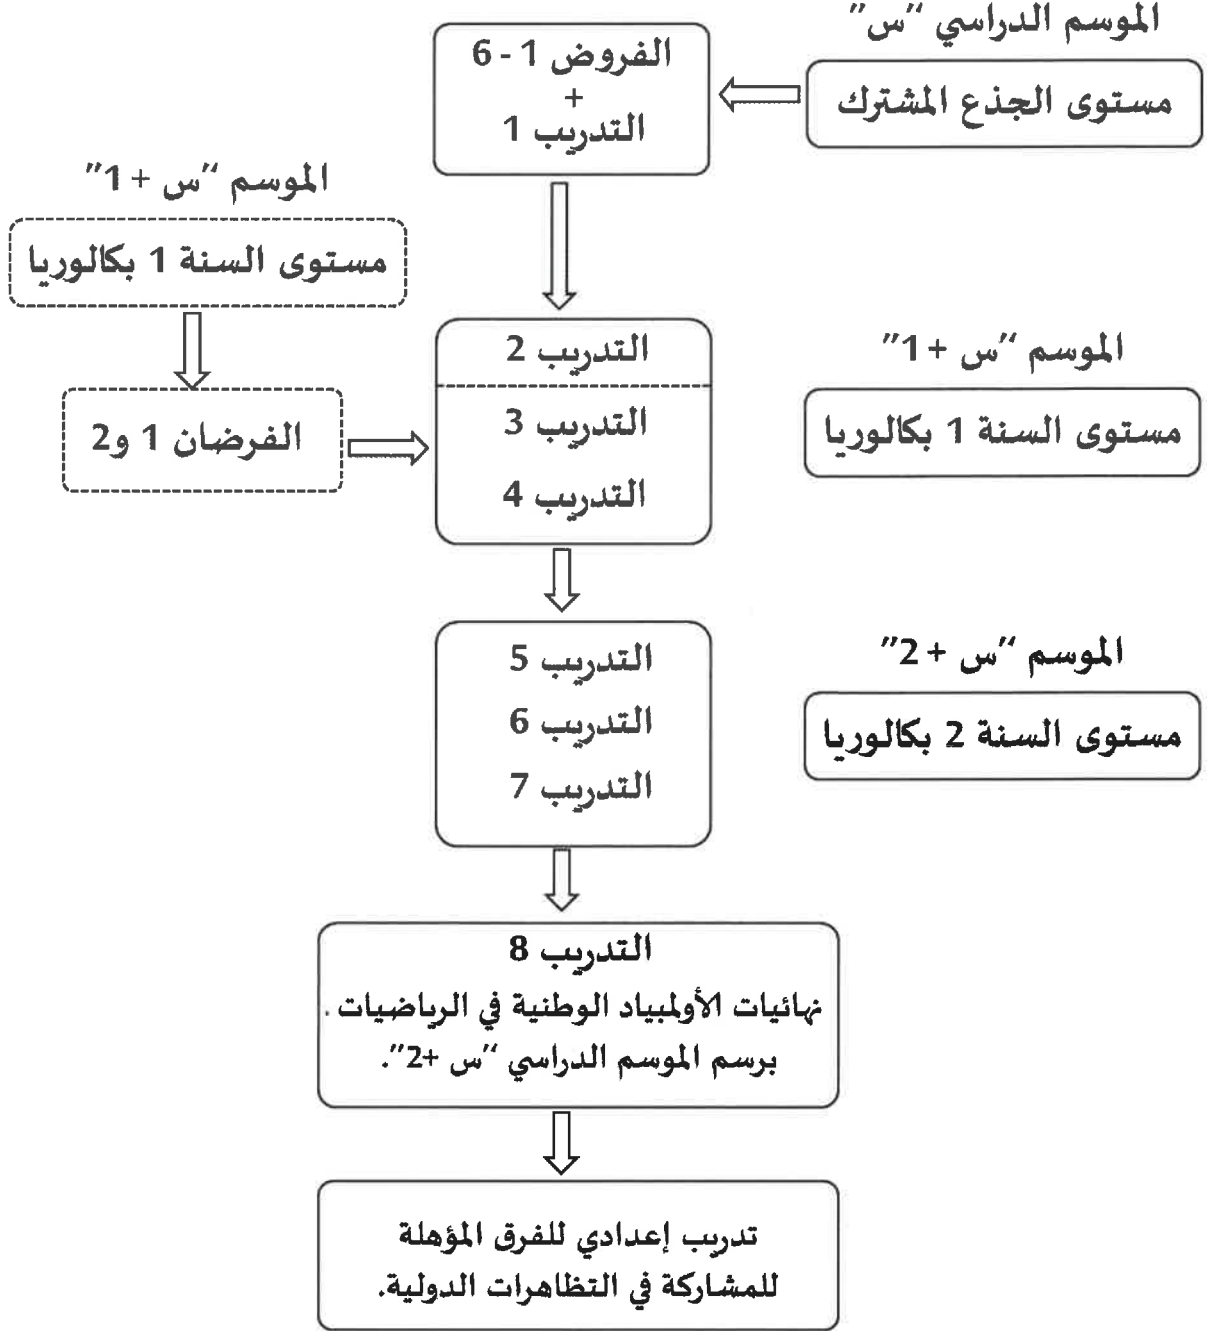 الموسم الدراسي “س”
مستوى الجذع المشترك
الفروض 1 - 6
+
التدريب 1
الموسم “س + 1”
مستوى السنة 1 بكالوريا
الفرضان 1 و2
الموسم “س + 1”
مستوى السنة 1 بكالوريا
التدريب 2
التدريب 3
التدريب 4
الموسم “س + 2”
مستوى السنة 2 بكالوريا
التدريب 5
التدريب 6
التدريب 7
التدريب 8
نهائيات الأولمبياد الوطنية في الرياضيات .
برسم الموسم الدراسي “س +2”.
تدريب إعدادي للفرق المؤهلة
للمشاركة في التظاهرات الدولية.